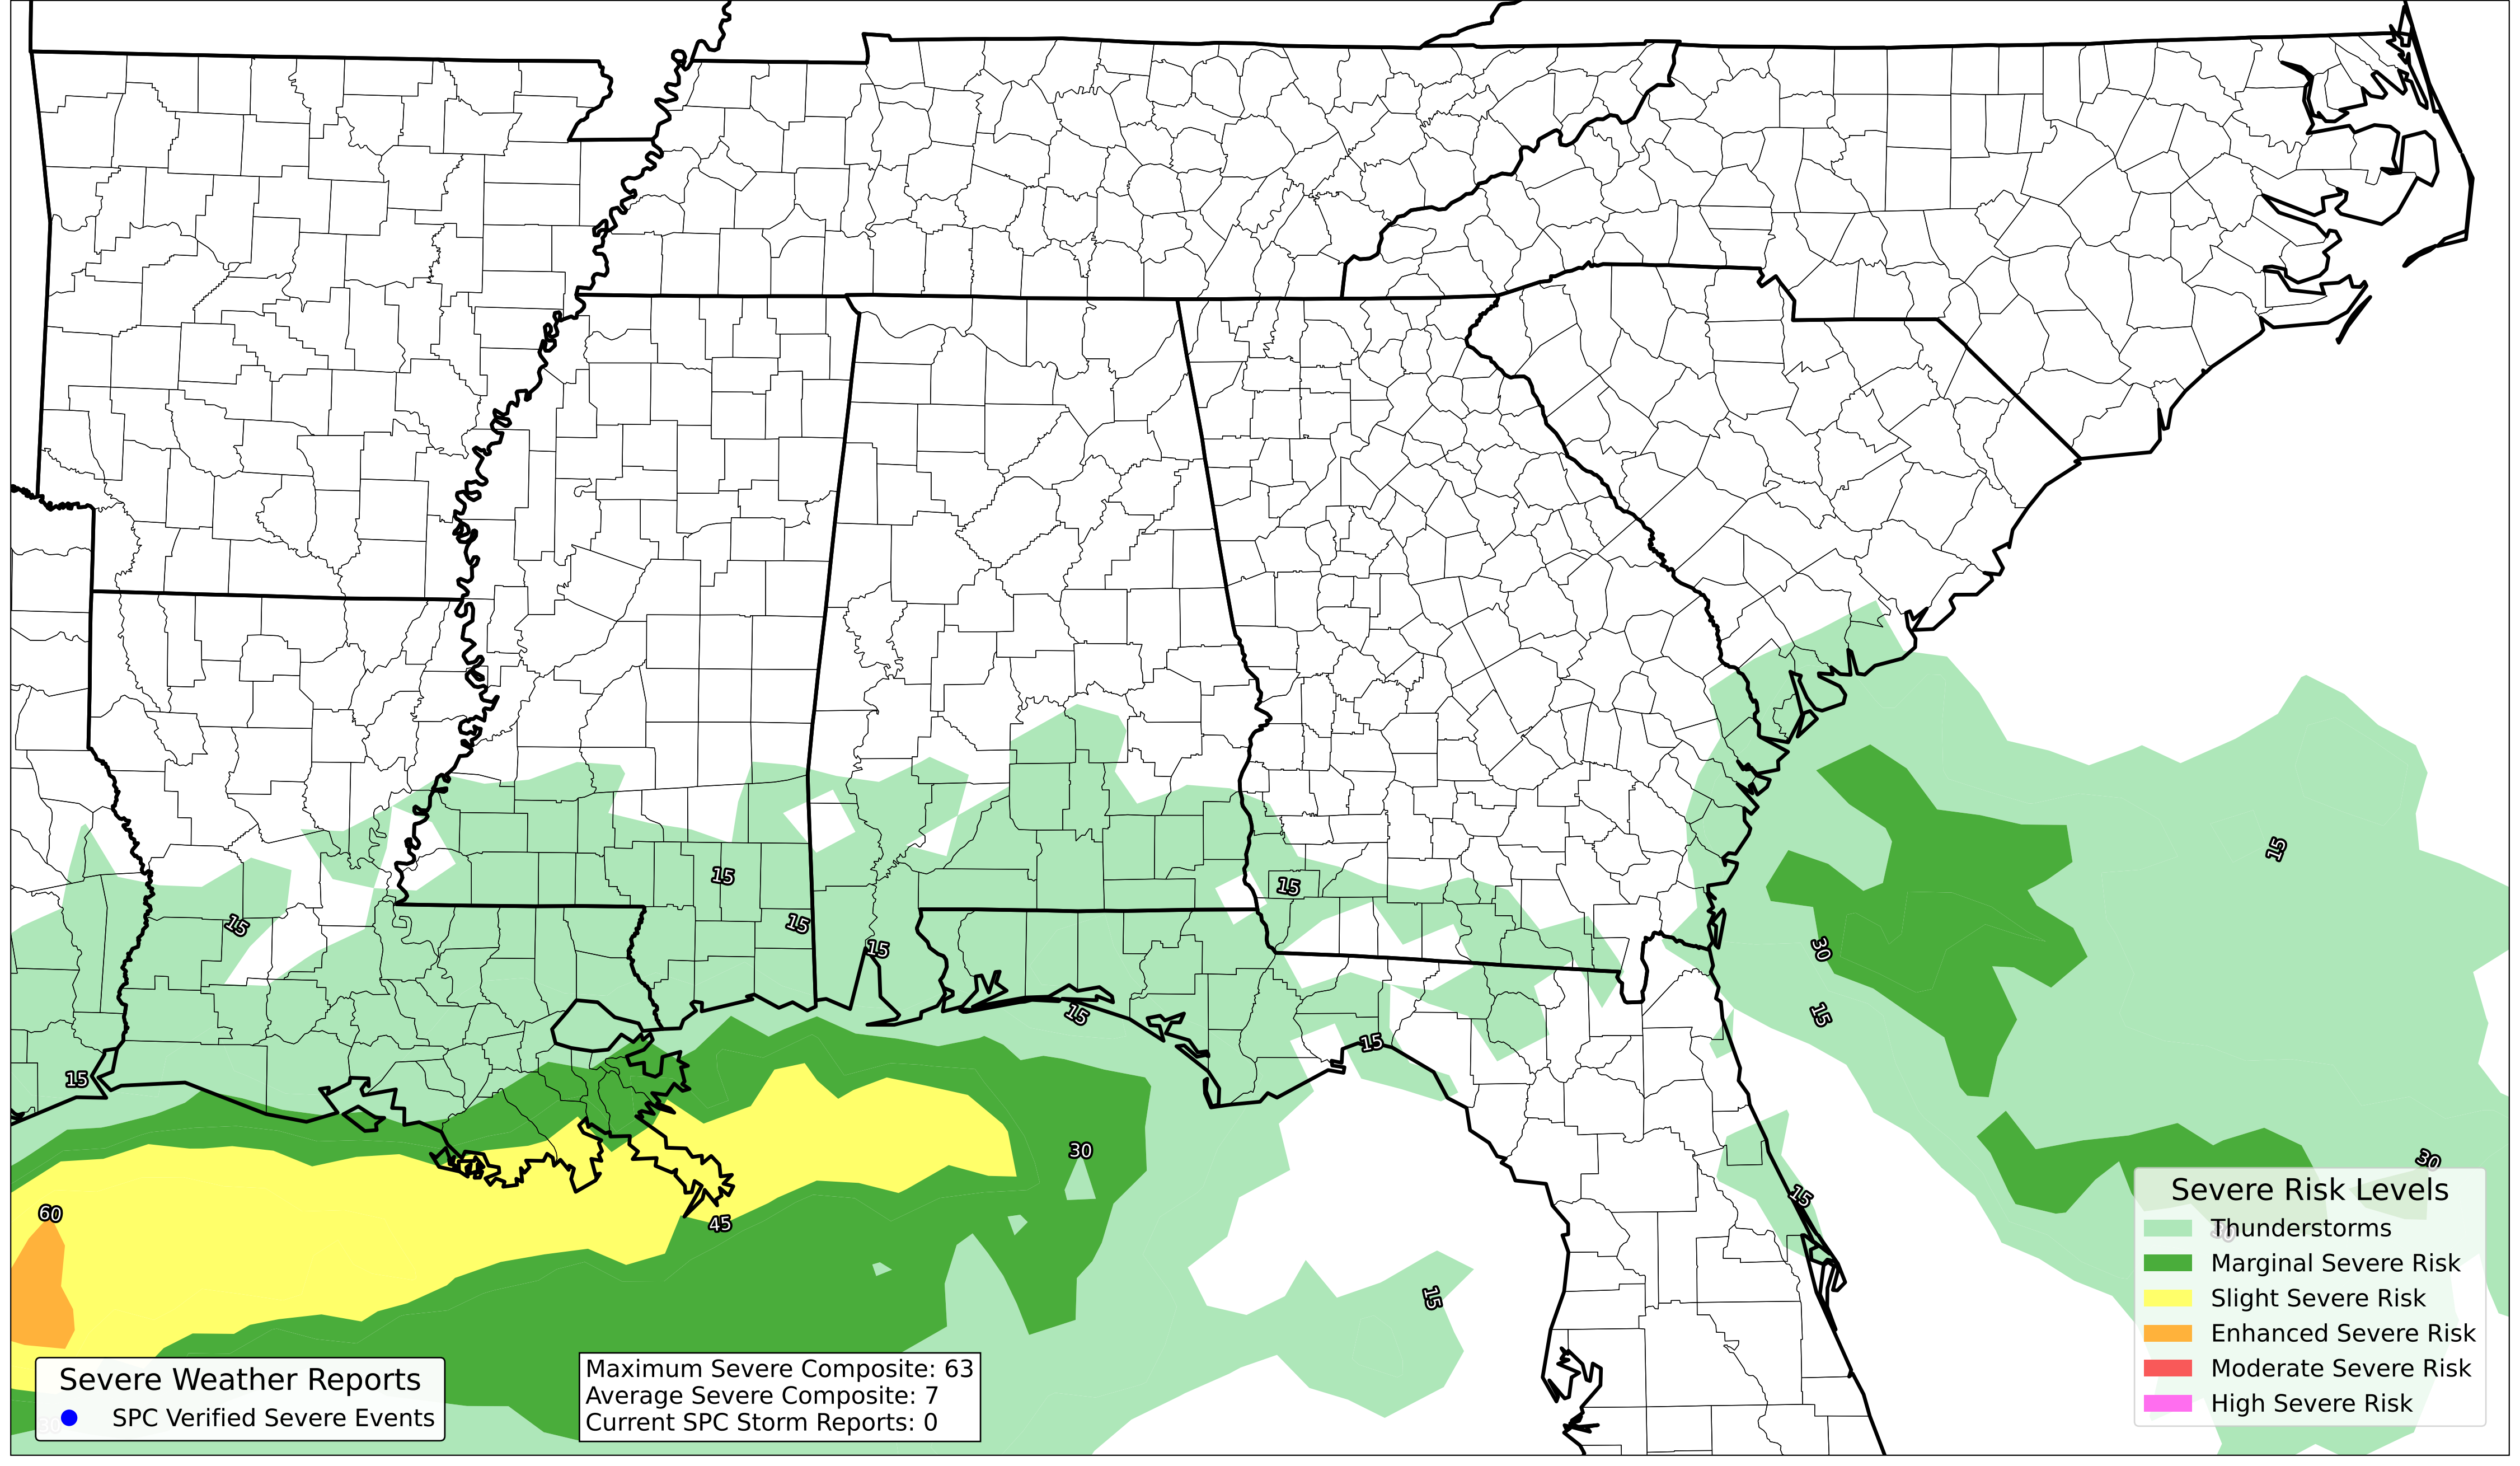 15
15
15
15
15
15
30
15
15
15
15
30
30
15
60
45
15
30
Severe Risk Levels
Thunderstorms
Marginal Severe Risk
Slight Severe Risk
Enhanced Severe Risk
Moderate Severe Risk
High Severe Risk
Severe Weather Reports
SPC Verified Severe Events
30
Maximum Severe Composite: 63
Average Severe Composite: 7
Current SPC Storm Reports: 0